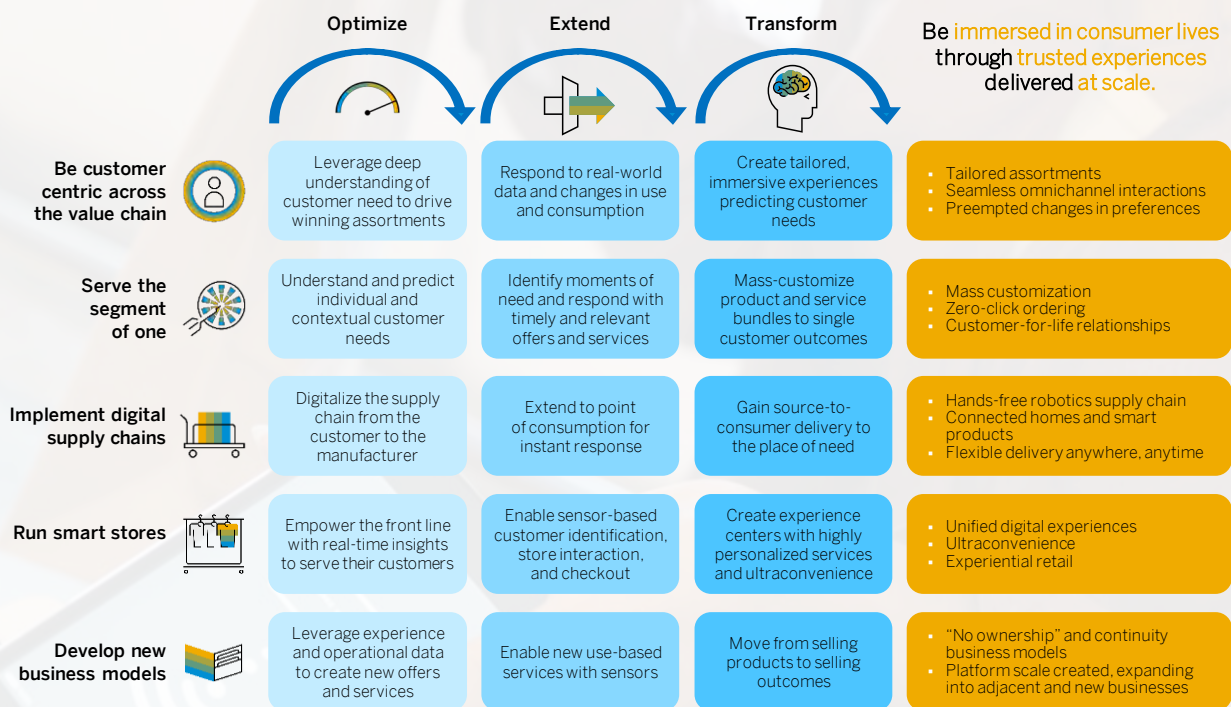 Optimize
Extend
Transform
Be immersed in consumer lives
through trusted experiences
delivered at scale.
Be customer
centric across
the value chain
Leverage deep
understanding of
customer need to drive
winning assortments
Respond to real-world
data and changes in use
and consumption
Create tailored,
immersive experiences
predicting customer
needs
Tailored assortments
Seamless omnichannel interactions
Preempted changes in preferences
Serve the
segment
of one
Understand and predict
individual and
contextual customer
needs
Identify moments of
need and respond with
timely and relevant
offers and services
Mass-customize
product and service
bundles to single
customer outcomes
Mass customization
Zero-click ordering
Customer-for-life relationships
Implement digital
supply chains
Digitalize the supply
chain from the
customer to the
manufacturer
Extend to point
of consumption for
instant response
Gain source-to-
consumer delivery to
the place of need
Hands-free robotics supply chain
Connected homes and smart
products
Flexible delivery anywhere, anytime
Run smart stores
Empower the front line
with real-time insights
to serve their customers
Enable sensor-based
customer identification,
store interaction,
and checkout
Create experience
centers with highly
personalized services
and ultraconvenience
Unified digital experiences
Ultraconvenience
Experiential retail
Develop new
business models
Leverage experience
and operational data
to create new offers
and services
Enable new use-based
services with sensors
Move from selling
products to selling
outcomes
“No ownership” and continuity
business models
Platform scale created, expanding
into adjacent and new businesses